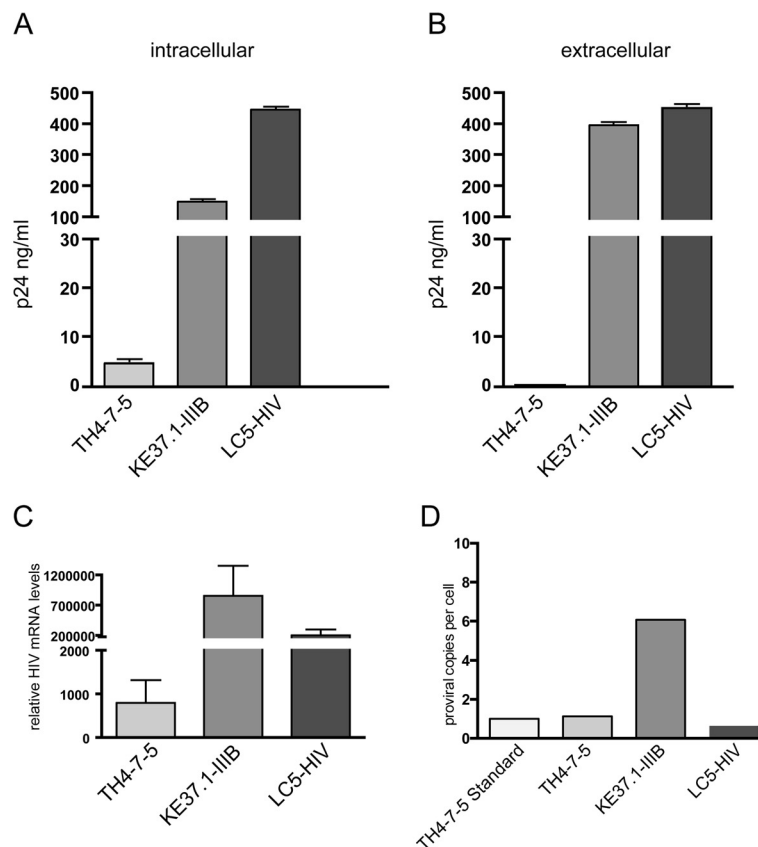 A
intracellular
p24 ng/ml
500
400
300
200
100
30
20
10
0
TH4-7-5
KE37.1-IIIB
LC5-HIV
B
extracellular
p24 ng/ml
500
400
300
200
100
30
20
10
0
TH4-7-5
KE37.1-IIIB
LC5-HIV
C
relative HIV mRNA levels
1200000
700000
200000
2000
1000
0
TH4-7-5
KE37.1-IIIB
LC5-HIV
D
proviral copies per cell
10
8
6
4
2
0
TH4-7-5 Standard
TH4-7-5
KE37.1-IIIB
LC5-HIV